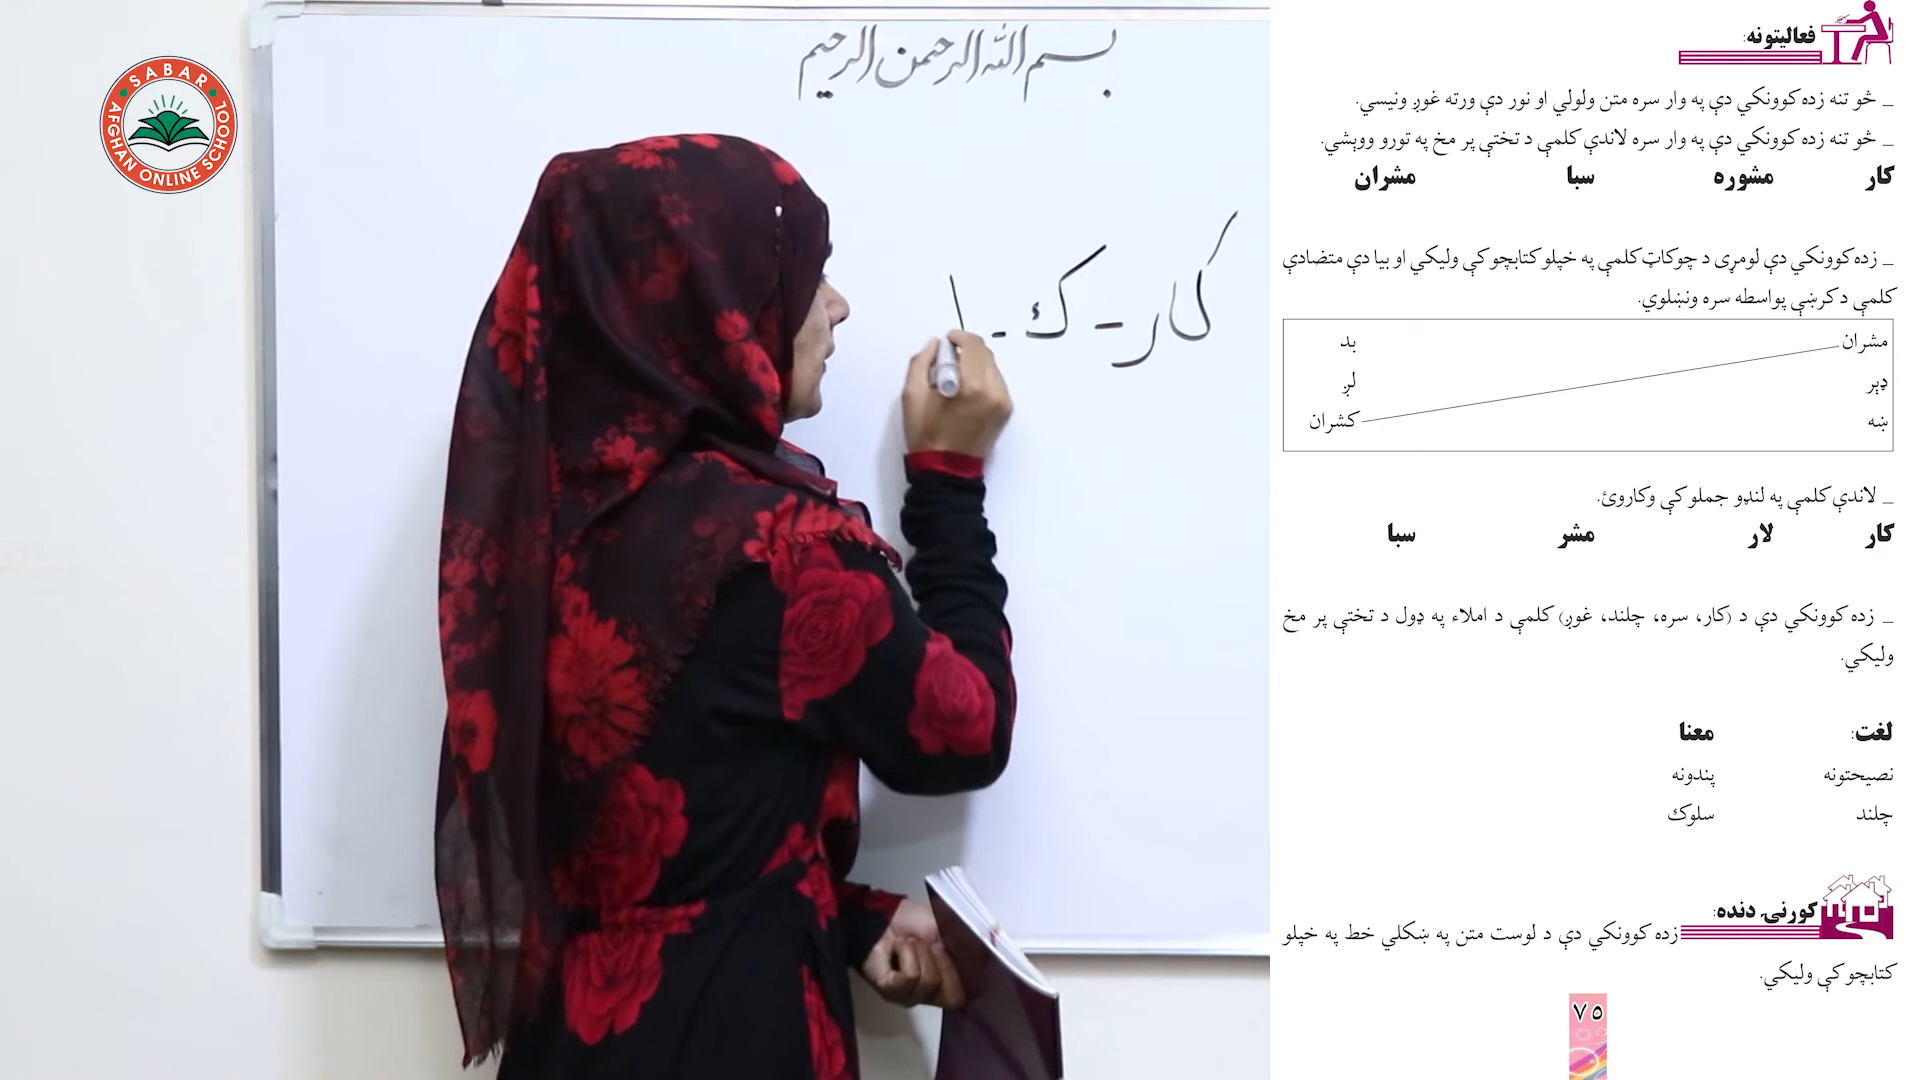 SABAR
AFGHAN ONLINE SCHOOL
بسم الله الرحمن الرحيم
کار - ک - ا
فعاليتونه:
_ څو تنه زده کوونکي دې په وار سره متن ولولي او نور دې ورته غوږ ونيسي.
_ څو تنه زده کوونکي دې په وار سره لاندې کلمې د تختې پر مخ په تورو ووېشي.
کار مشوره سبا مشران
_ زده کوونکي دې لومړی د چوکاټ کلمې په خپلو کتابچو کې وليکي او بيا دې متضادې
کلمې د کرښې پواسطه سره ونښلوي.
مشران بد
ډېر لږ
ښه کشران
_ لاندې کلمې په لنډو جملو کې وکاروئ.
کار لار مشر سبا
_ زده کوونکي دې د (کار، سره، چلند، غوږ) کلمې د املاء په ډول د تختې پر مخ
وليکي.
لغت: معنا
نصيحتونه پندونه
چلند سلوک
کورنۍ دنده:
زده کوونکي دې د لوست متن په ښکلي خط په خپلو
کتابچو کې وليکي.
٧٥